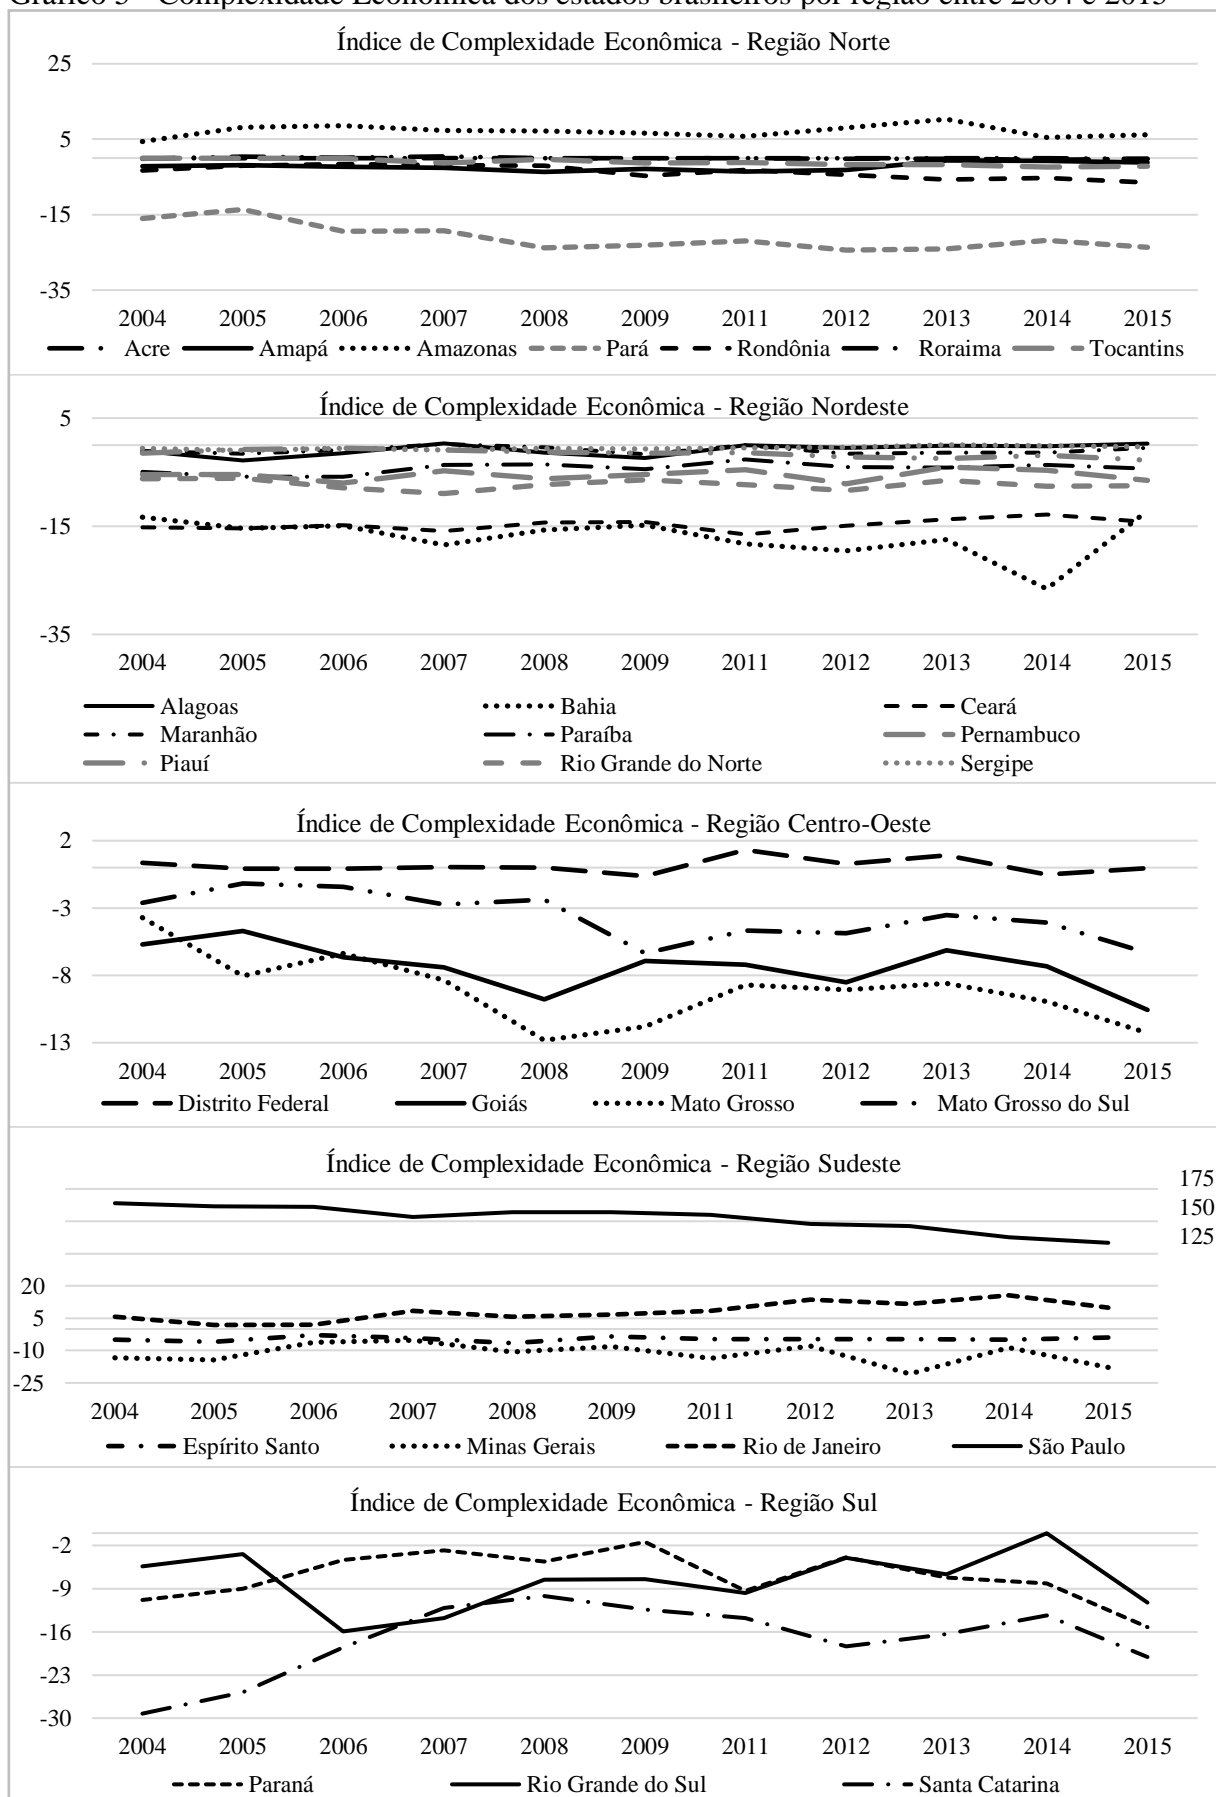 Gráfico 3 - Complexidade Econômica dos estados brasileiros por região entre 2004 e 2015
Índice de Complexidade Econômica - Região Norte
25
5
-15
-35
2004 2005 2006 2007 2008 2009 2011 2012 2013 2014 2015
Acre Amapá Amazonas Pará Rondônia Roraima Tocantins
Índice de Complexidade Econômica - Região Nordeste
5
-15
-35
2004 2005 2006 2007 2008 2009 2011 2012 2013 2014 2015
Alagoas Bahia Ceará
Maranhão Paraíba Pernambuco
Piauí Rio Grande do Norte Sergipe
Índice de Complexidade Econômica - Região Centro-Oeste
2
-3
-8
-13
2004 2005 2006 2007 2008 2009 2011 2012 2013 2014 2015
Distrito Federal Goiás Mato Grosso Mato Grosso do Sul
Índice de Complexidade Econômica - Região Sudeste
175
150
125
20
5
-10
-25
2004 2005 2006 2007 2008 2009 2011 2012 2013 2014 2015
Espírito Santo Minas Gerais Rio de Janeiro São Paulo
Índice de Complexidade Econômica - Região Sul
-2
-9
-16
-23
-30
2004 2005 2006 2007 2008 2009 2011 2012 2013 2014 2015
Paraná Rio Grande do Sul Santa Catarina